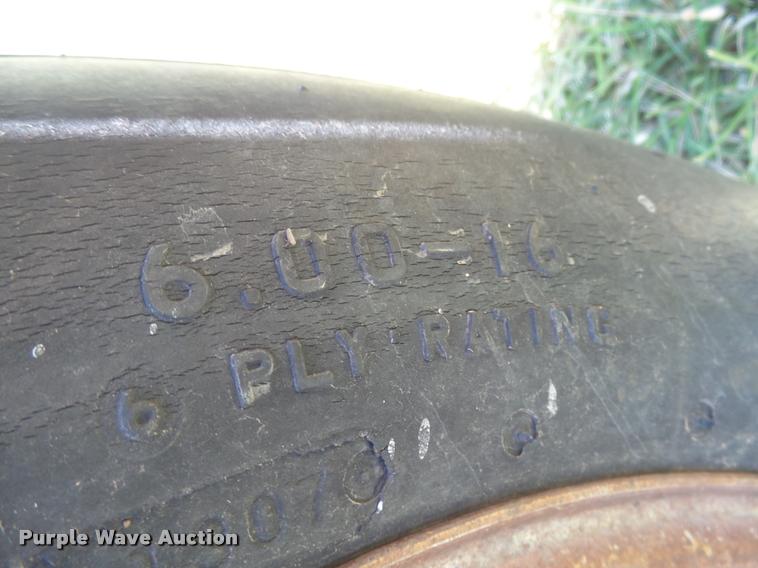 6.00-16
6 PLY RATING
Purple Wave Auction